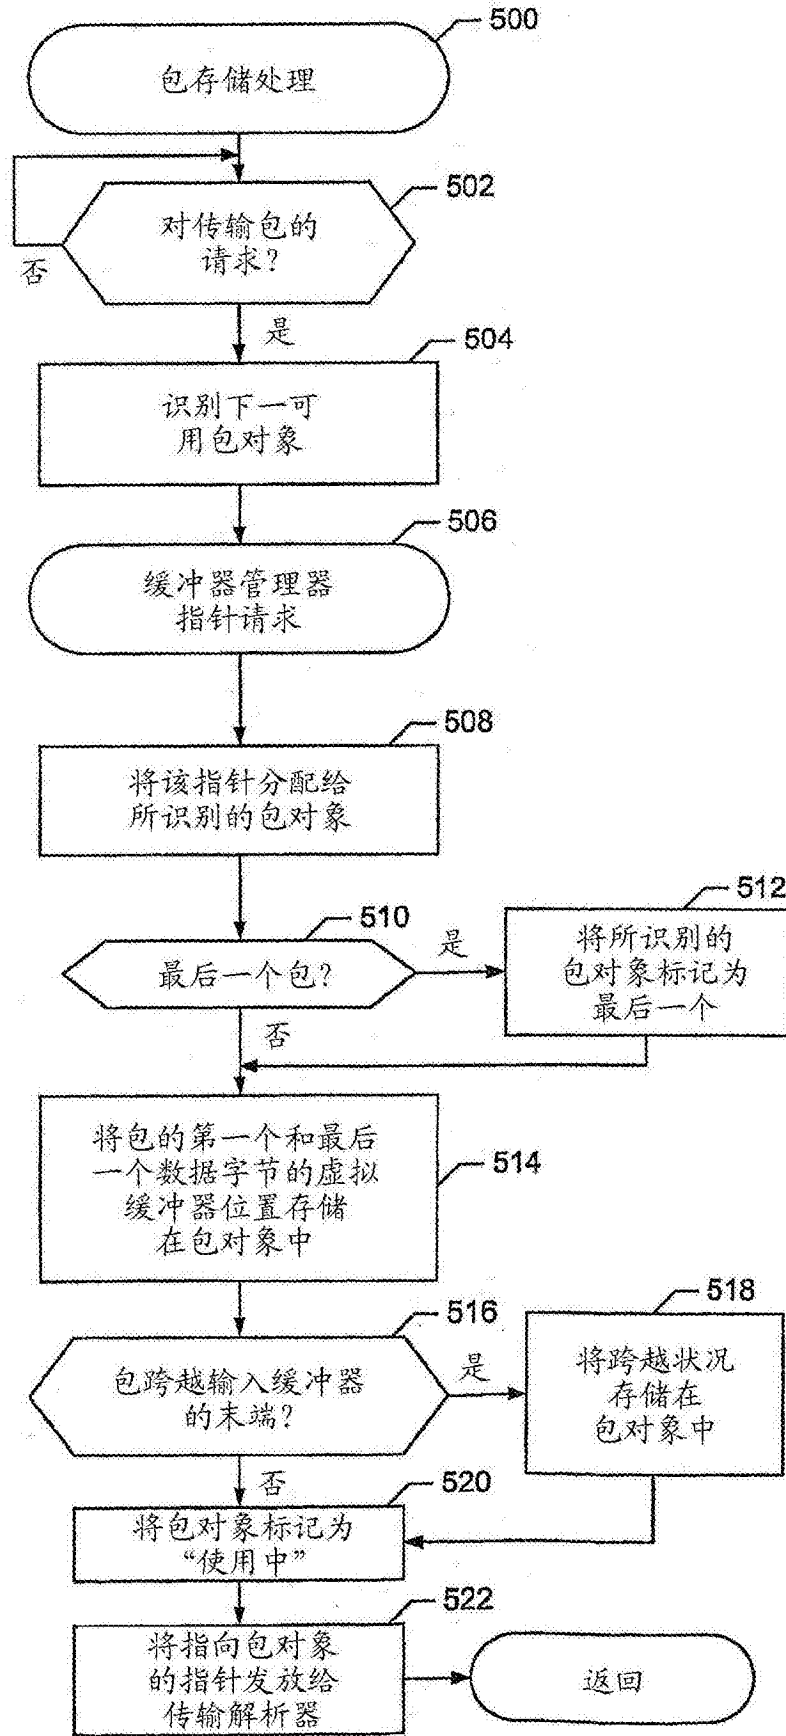 500
包存储处理
502
对传输包的
请求?
否
是
504
识别下一可
用包对象
506
缓冲器管理器
指针请求
508
将该指针分配给
所识别的包对象
510
最后一个包?
是
512
将所识别的
包对象标记为
最后一个
否
将包的第一个和最后
一个数据字节的虚拟
缓冲器位置存储
在包对象中
514
516
包跨越输入缓冲器
的末端?
是
518
将跨越状况
存储在
包对象中
否
520
将包对象标记为
“使用中”
522
将指向包对象
的指针发放给
传输解析器
返回